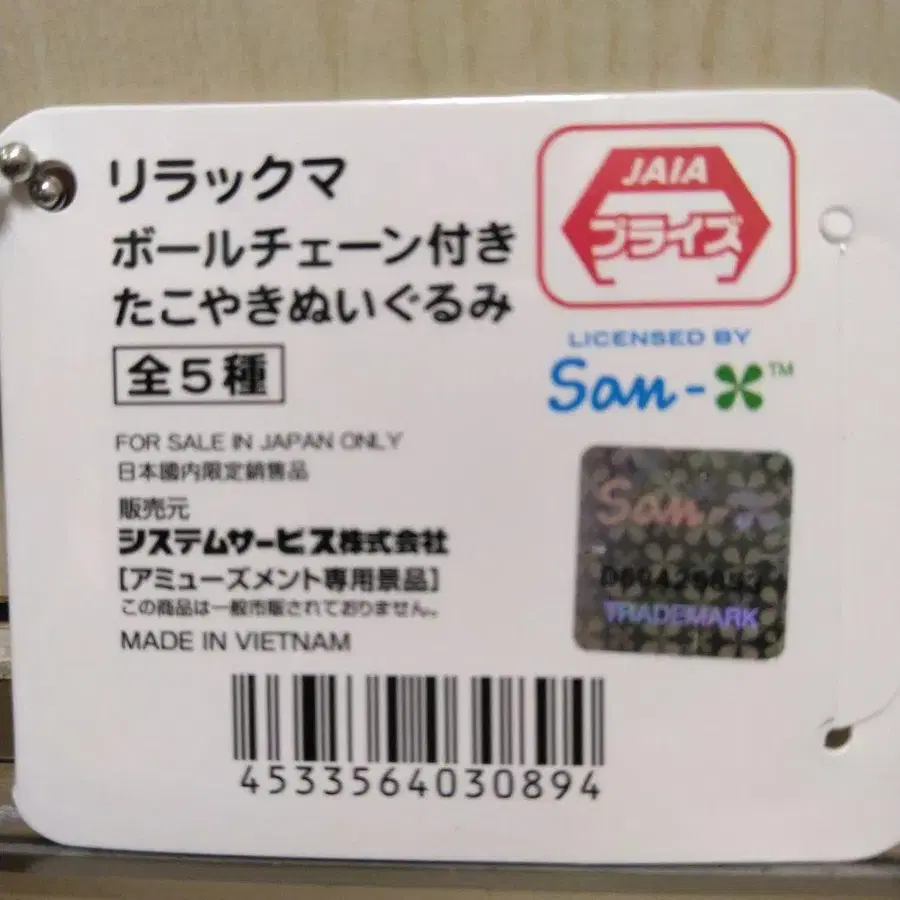 リラックマ
ボールチェーン付き
たこやきぬいぐるみ
全5種
JAIA
プライズ
LICENSED BY
San-X™
FOR SALE IN JAPAN ONLY
日本國内限定銷售品
販売元
システムサービス株式会社
[アミューズメント専用景品]
この商品は一般市販されておりません。
MADE IN VIETNAM
San-X
TRADEMARK
4533564030894